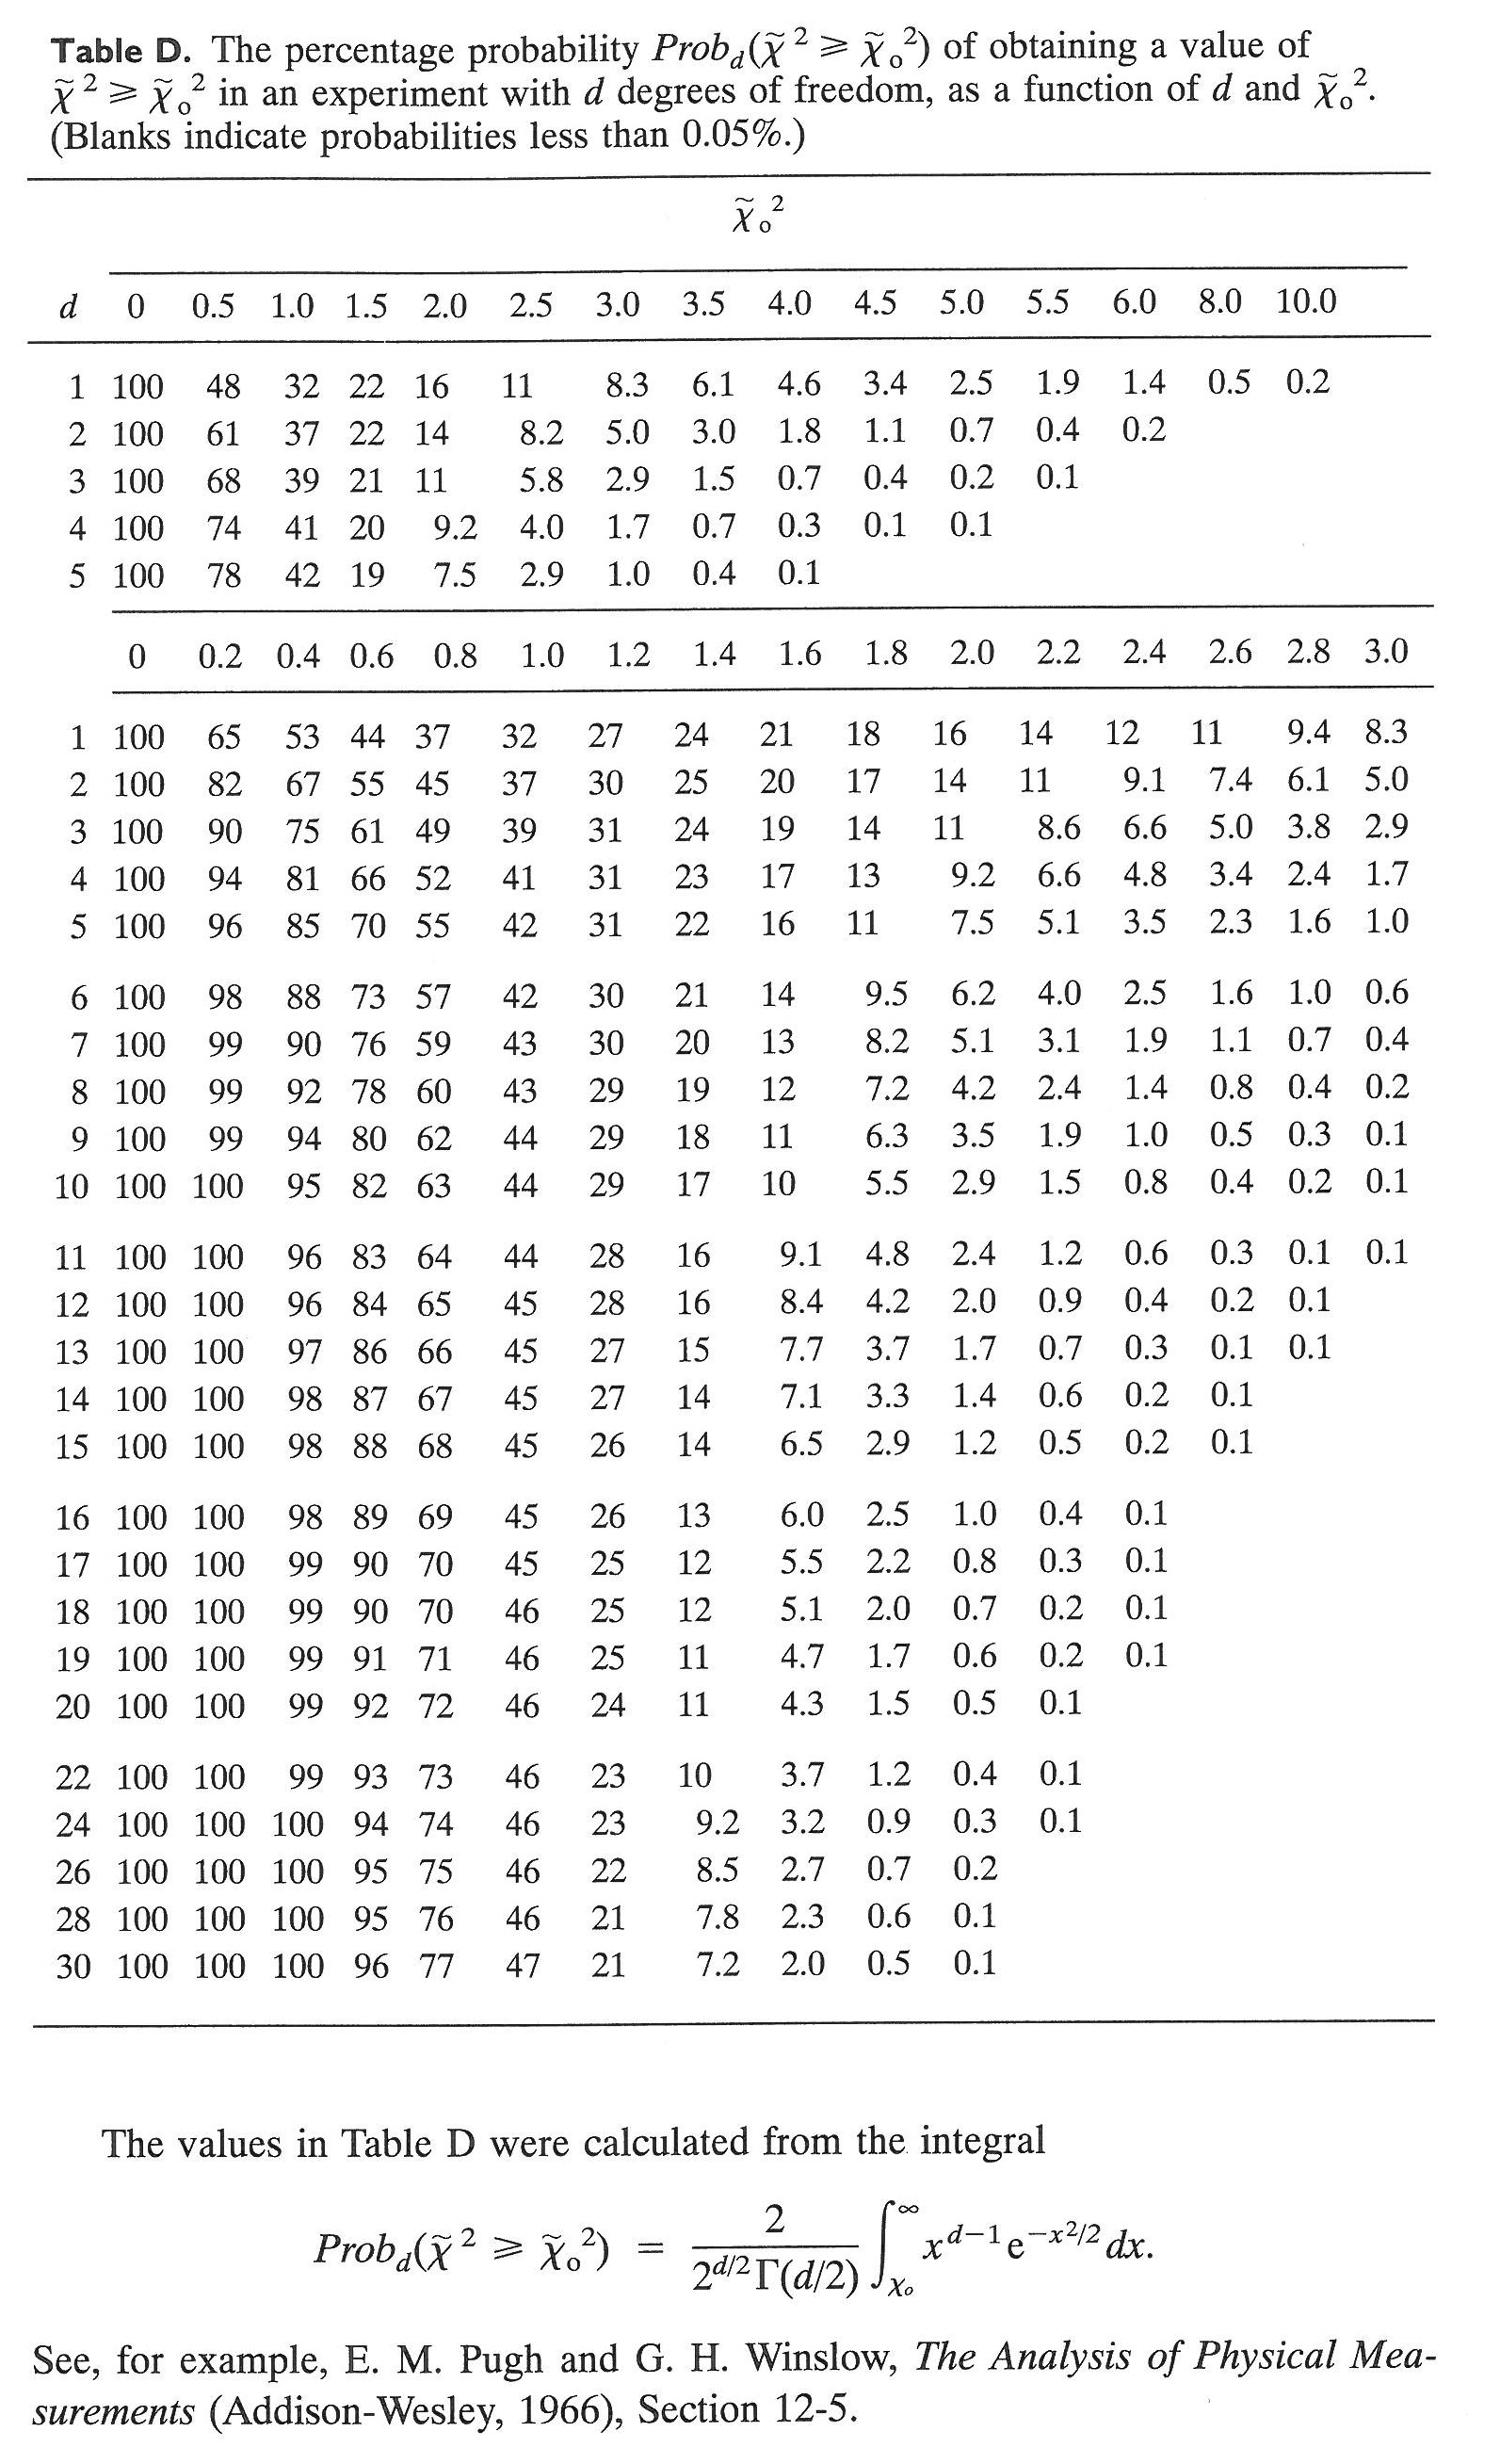 Table D. The percentage probability Prob_d(χ̃ ² ⩾ χ̃ₒ²) of obtaining a value of
χ̃ ² ⩾ χ̃ₒ² in an experiment with d degrees of freedom, as a function of d and χ̃ₒ².
(Blanks indicate probabilities less than 0.05%.)
χ̃ₒ²
d 0 0.5 1.0 1.5 2.0 2.5 3.0 3.5 4.0 4.5 5.0 5.5 6.0 8.0 10.0
1 100 48 32 22 16 11 8.3 6.1 4.6 3.4 2.5 1.9 1.4 0.5 0.2
2 100 61 37 22 14 8.2 5.0 3.0 1.8 1.1 0.7 0.4 0.2
3 100 68 39 21 11 5.8 2.9 1.5 0.7 0.4 0.2 0.1
4 100 74 41 20 9.2 4.0 1.7 0.7 0.3 0.1 0.1
5 100 78 42 19 7.5 2.9 1.0 0.4 0.1
0 0.2 0.4 0.6 0.8 1.0 1.2 1.4 1.6 1.8 2.0 2.2 2.4 2.6 2.8 3.0
1 100 65 53 44 37 32 27 24 21 18 16 14 12 11 9.4 8.3
2 100 82 67 55 45 37 30 25 20 17 14 11 9.1 7.4 6.1 5.0
3 100 90 75 61 49 39 31 24 19 14 11 8.6 6.6 5.0 3.8 2.9
4 100 94 81 66 52 41 31 23 17 13 9.2 6.6 4.8 3.4 2.4 1.7
5 100 96 85 70 55 42 31 22 16 11 7.5 5.1 3.5 2.3 1.6 1.0
6 100 98 88 73 57 42 30 21 14 9.5 6.2 4.0 2.5 1.6 1.0 0.6
7 100 99 90 76 59 43 30 20 13 8.2 5.1 3.1 1.9 1.1 0.7 0.4
8 100 99 92 78 60 43 29 19 12 7.2 4.2 2.4 1.4 0.8 0.4 0.2
9 100 99 94 80 62 44 29 18 11 6.3 3.5 1.9 1.0 0.5 0.3 0.1
10 100 100 95 82 63 44 29 17 10 5.5 2.9 1.5 0.8 0.4 0.2 0.1
11 100 100 96 83 64 44 28 16 9.1 4.8 2.4 1.2 0.6 0.3 0.1 0.1
12 100 100 96 84 65 45 28 16 8.4 4.2 2.0 0.9 0.4 0.2 0.1
13 100 100 97 86 66 45 27 15 7.7 3.7 1.7 0.7 0.3 0.1 0.1
14 100 100 98 87 67 45 27 14 7.1 3.3 1.4 0.6 0.2 0.1
15 100 100 98 88 68 45 26 14 6.5 2.9 1.2 0.5 0.2 0.1
16 100 100 98 89 69 45 26 13 6.0 2.5 1.0 0.4 0.1
17 100 100 99 90 70 45 25 12 5.5 2.2 0.8 0.3 0.1
18 100 100 99 90 70 46 25 12 5.1 2.0 0.7 0.2 0.1
19 100 100 99 91 71 46 25 11 4.7 1.7 0.6 0.2 0.1
20 100 100 99 92 72 46 24 11 4.3 1.5 0.5 0.1
22 100 100 99 93 73 46 23 10 3.7 1.2 0.4 0.1
24 100 100 100 94 74 46 23 9.2 3.2 0.9 0.3 0.1
26 100 100 100 95 75 46 22 8.5 2.7 0.7 0.2
28 100 100 100 95 76 46 21 7.8 2.3 0.6 0.1
30 100 100 100 96 77 47 21 7.2 2.0 0.5 0.1
The values in Table D were calculated from the integral
Prob_d(χ̃ ² ⩾ χ̃ₒ²) = 2 / (2^{d/2}Γ(d/2)) ∫_{χₒ}^{∞} x^{d−1}e^{−x²/2} dx.
See, for example, E. M. Pugh and G. H. Winslow, The Analysis of Physical Mea-
surements (Addison-Wesley, 1966), Section 12-5.